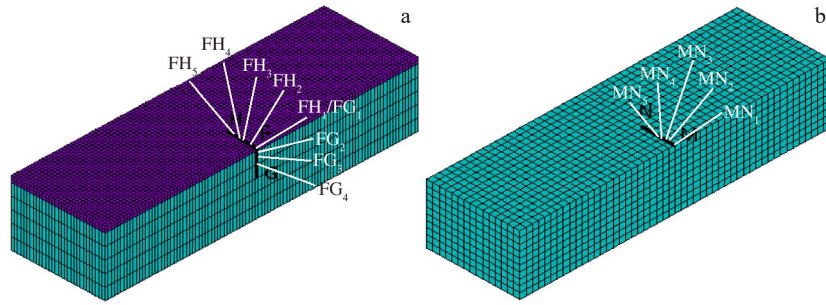 a
FH₄
FH₅
FH₃
FH₂
FH₁/FG₁
H
F
FG₂
FG₃
G
FG₄
b
MN₃
MN₄
MN₂
MN₅
N
M
MN₁